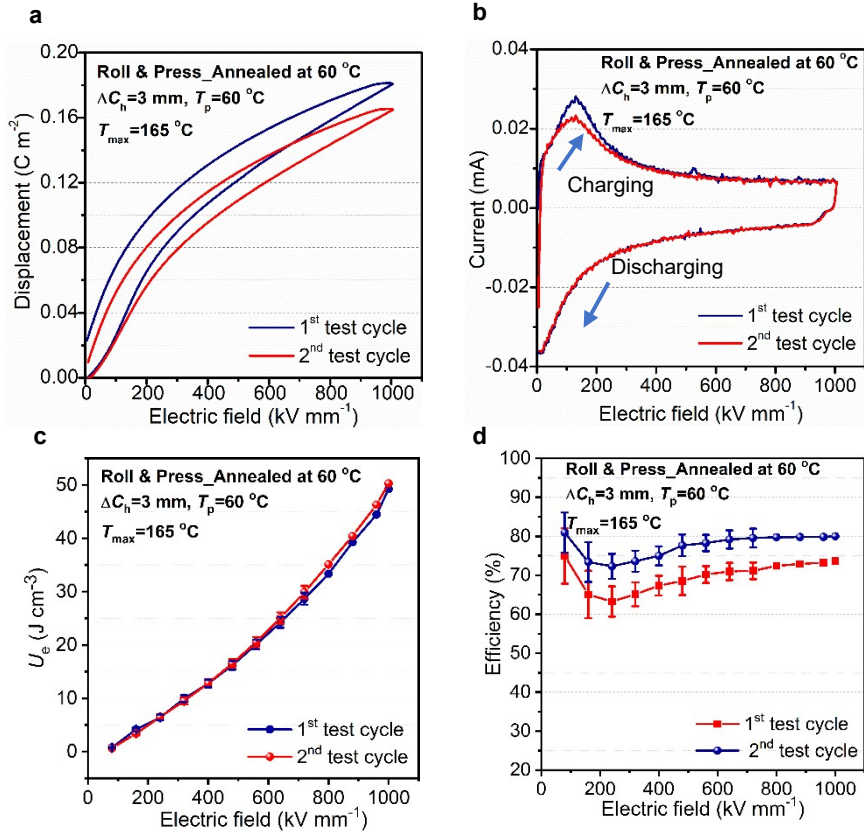 a
0.20
0.16
0.12
0.08
0.04
0.00
Displacement (C m⁻²)
Roll & Press_Annealed at 60 °C
ΔCₕ=3 mm, Tₚ=60 °C
Tₘₐₓ=165 °C
1ˢᵗ test cycle
2ⁿᵈ test cycle
0 200 400 600 800 1000
Electric field (kV mm⁻¹)
b
0.04
0.02
0.00
-0.02
-0.04
Current (mA)
Roll & Press_Annealed at 60 °C
ΔCₕ=3 mm, Tₚ=60 °C
Tₘₐₓ=165 °C
Charging
Discharging
1ˢᵗ test cycle
2ⁿᵈ test cycle
0 200 400 600 800 1000
Electric field (kV mm⁻¹)
c
50
40
30
20
10
0
Uₑ (J cm⁻³)
Roll & Press_Annealed at 60 °C
ΔCₕ=3 mm, Tₚ=60 °C
Tₘₐₓ=165 °C
1ˢᵗ test cycle
2ⁿᵈ test cycle
0 200 400 600 800 1000
Electric field (kV mm⁻¹)
d
100
90
80
70
60
50
40
30
20
Efficiency (%)
Roll & Press_Annealed at 60 °C
ΔCₕ=3 mm, Tₚ=60 °C
Tₘₐₓ=165 °C
1ˢᵗ test cycle
2ⁿᵈ test cycle
0 200 400 600 800 1000
Electric field (kV mm⁻¹)